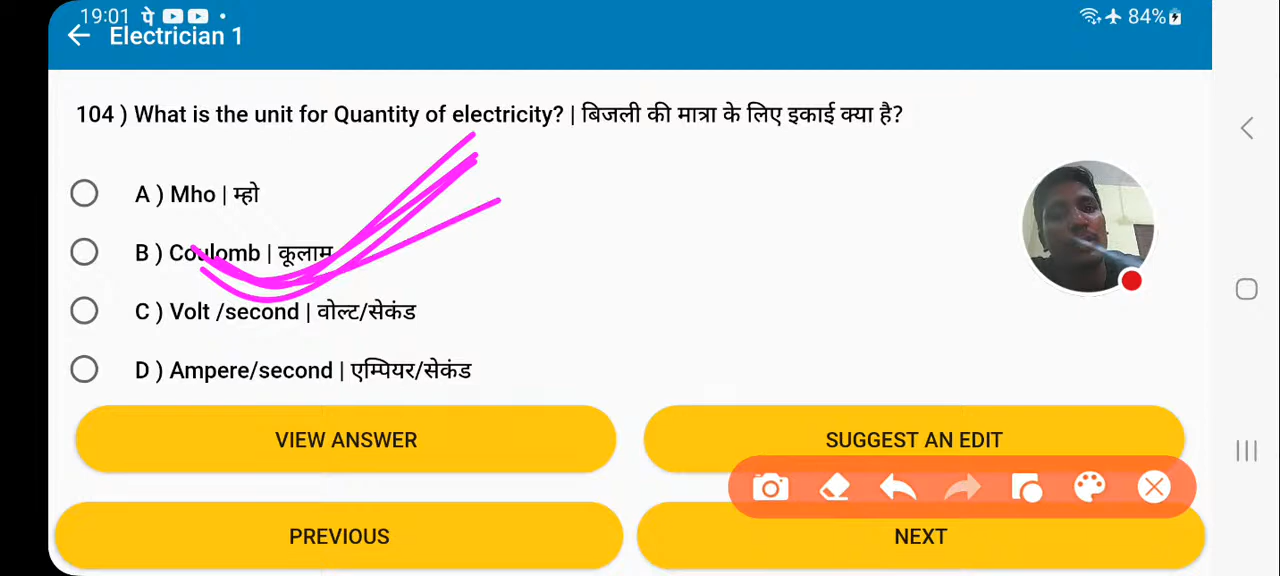 19:01 पे
84%
Electrician 1
104 ) What is the unit for Quantity of electricity? | बिजली की मात्रा के लिए इकाई क्या है?
A ) Mho | म्हो
B ) Coulomb | कूलाम
C ) Volt /second | वोल्ट/सेकंड
D ) Ampere/second | एम्पियर/सेकंड
VIEW ANSWER
SUGGEST AN EDIT
PREVIOUS
NEXT